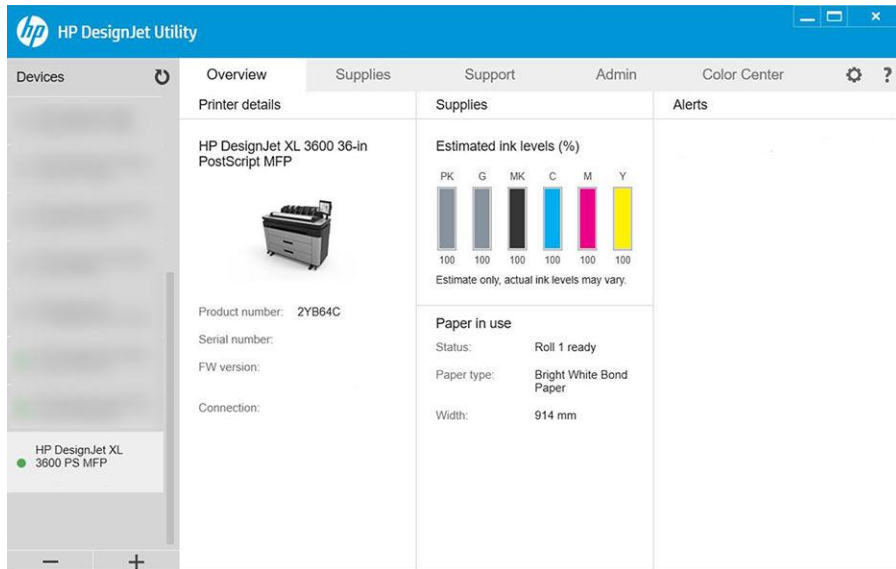 hp HP DesignJet Utility
Devices
Overview Supplies Support Admin Color Center ?
Printer details
Supplies
Alerts
HP DesignJet XL 3600 36-in
PostScript MFP
Product number: 2YB64C
Serial number:
FW version:
Connection:
Estimated ink levels (%)
PK G MK C M Y
100 100 100 100 100 100
Estimate only, actual ink levels may vary.
Paper in use
Status: Roll 1 ready
Paper type: Bright White Bond
Paper
Width: 914 mm
HP DesignJet XL
3600 PS MFP